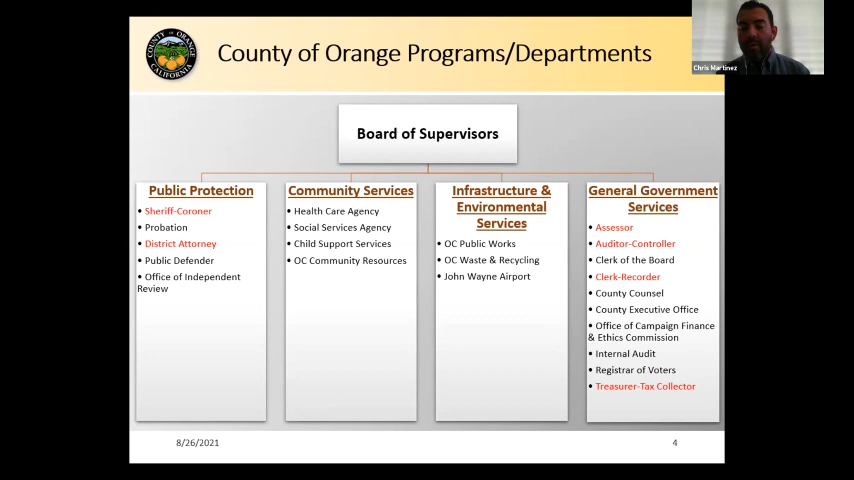 COUNTY OF ORANGE
CALIFORNIA
County of Orange Programs/Departments
Chris Martinez
Board of Supervisors
Public Protection
• Sheriff-Coroner
• Probation
• District Attorney
• Public Defender
• Office of Independent
Review
Community Services
• Health Care Agency
• Social Services Agency
• Child Support Services
• OC Community Resources
Infrastructure &
Environmental
Services
• OC Public Works
• OC Waste & Recycling
• John Wayne Airport
General Government
Services
• Assessor
• Auditor-Controller
• Clerk of the Board
• Clerk-Recorder
• County Counsel
• County Executive Office
• Office of Campaign Finance
& Ethics Commission
• Internal Audit
• Registrar of Voters
• Treasurer-Tax Collector
8/26/2021
4